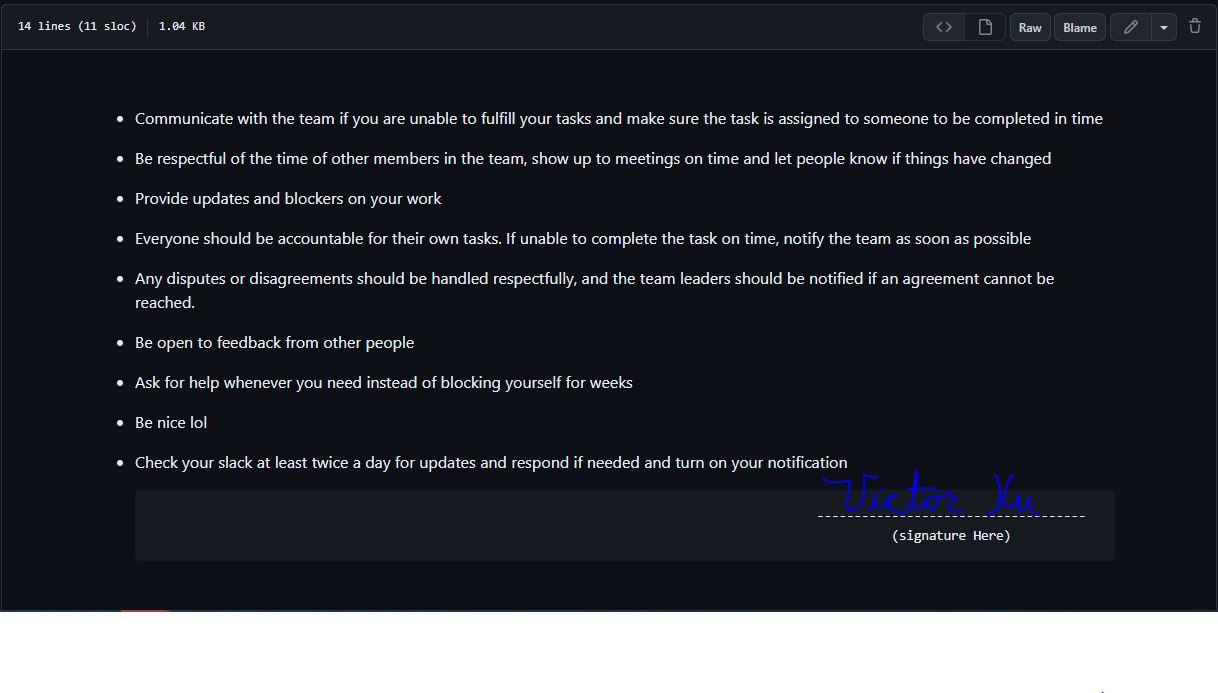 14 lines (11 sloc) 1.04 KB
<> Raw Blame
Communicate with the team if you are unable to fulfill your tasks and make sure the task is assigned to someone to be completed in time
Be respectful of the time of other members in the team, show up to meetings on time and let people know if things have changed
Provide updates and blockers on your work
Everyone should be accountable for their own tasks. If unable to complete the task on time, notify the team as soon as possible
Any disputes or disagreements should be handled respectfully, and the team leaders should be notified if an agreement cannot be
reached.
Be open to feedback from other people
Ask for help whenever you need instead of blocking yourself for weeks
Be nice lol
Check your slack at least twice a day for updates and respond if needed and turn on your notification
Victor Xu
(signature Here)